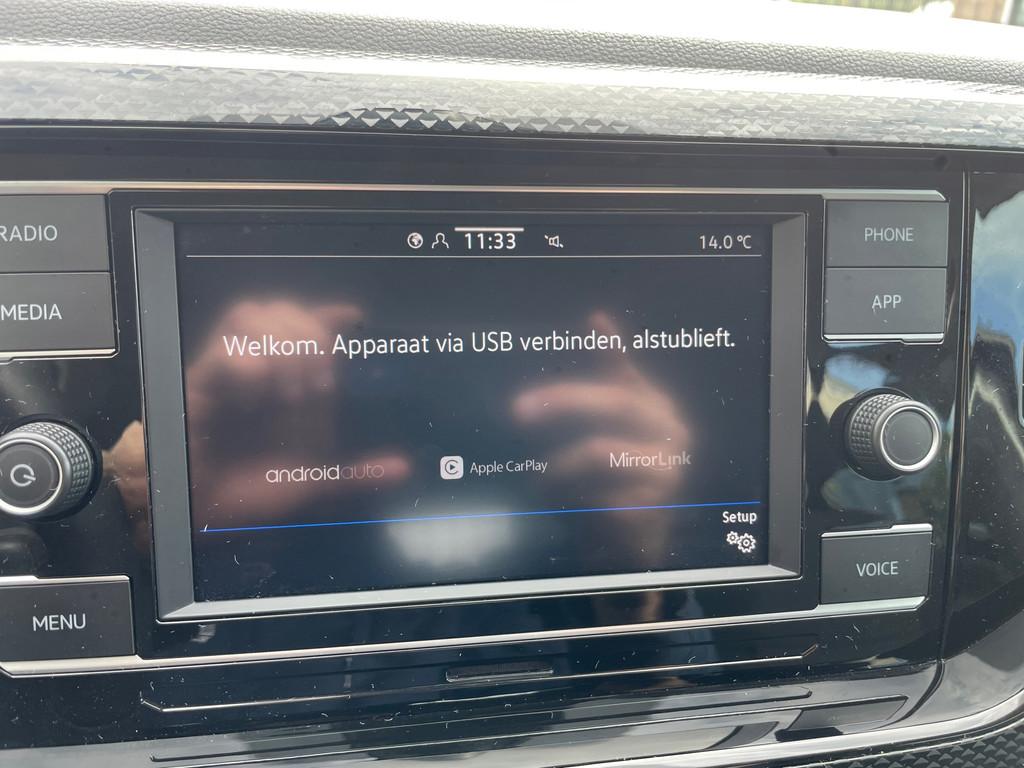 RADIO
MEDIA
MENU
11:33
14.0 °C
Welkom. Apparaat via USB verbinden, alstublieft.
androidauto
Apple CarPlay
MirrorLink
Setup
PHONE
APP
VOICE